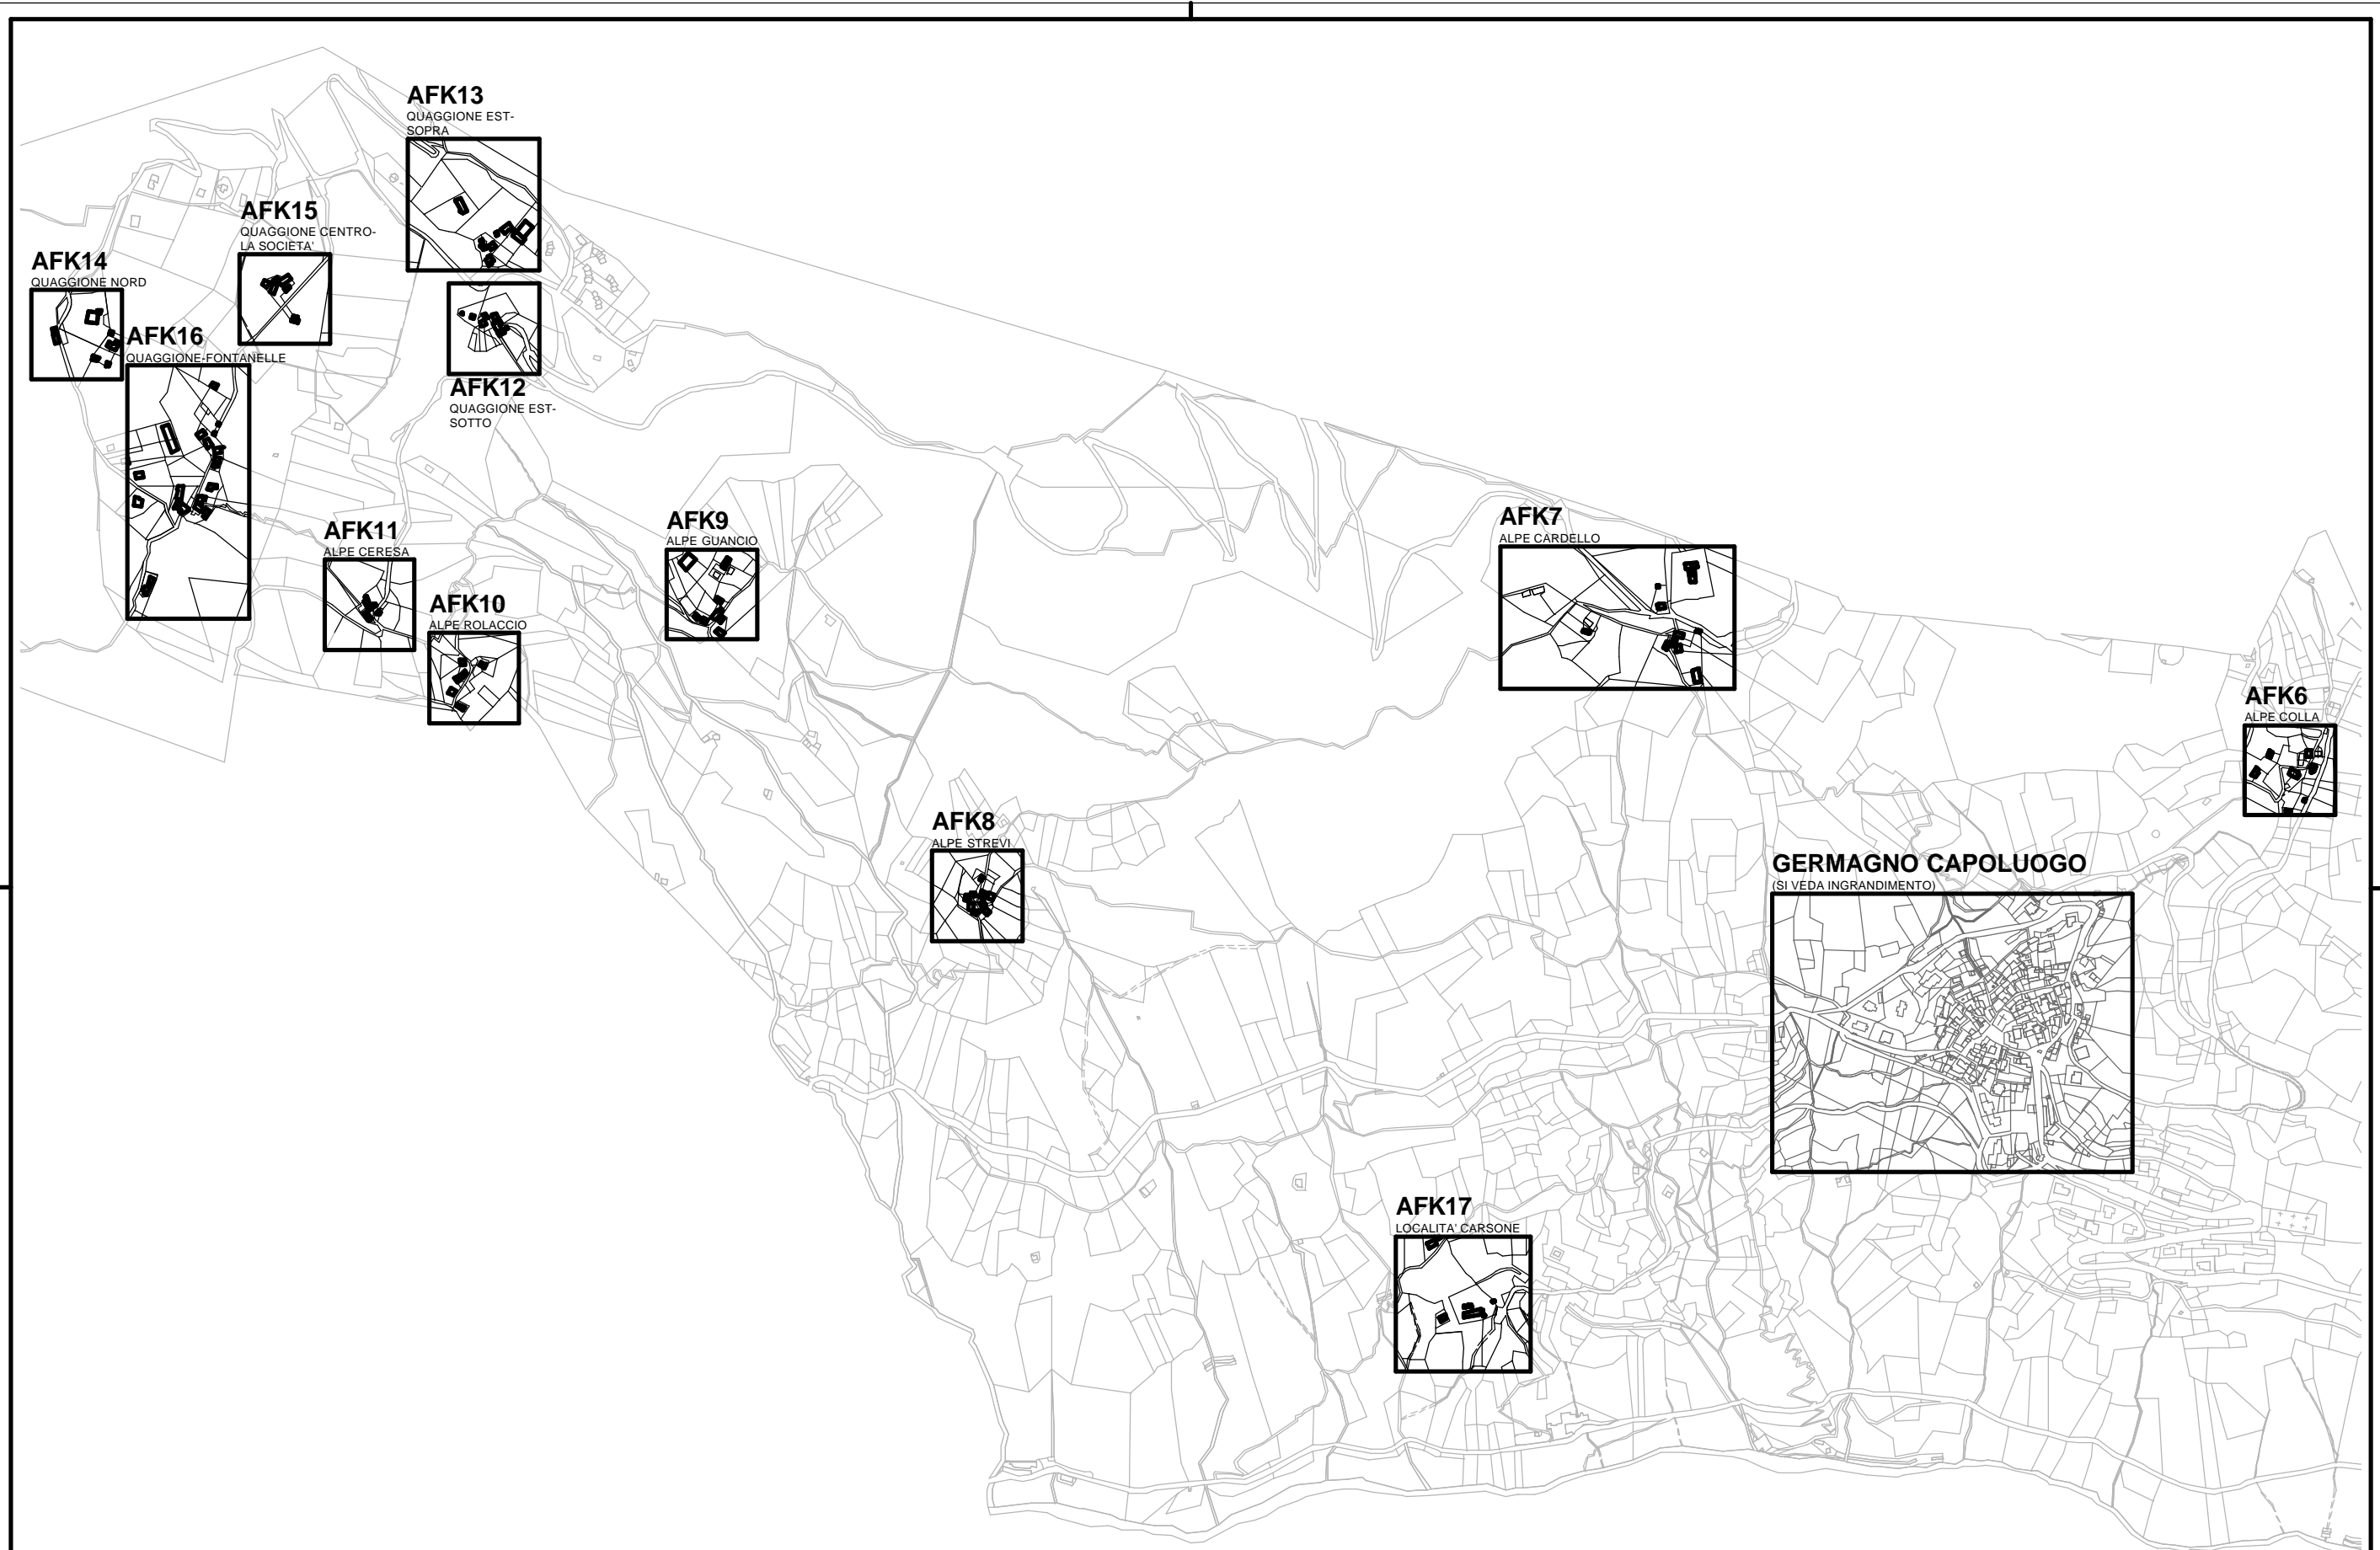 AFK13
QUAGGIONE EST-
SOPRA
AFK15
QUAGGIONE CENTRO-
LA SOCIETA'
AFK14
QUAGGIONE NORD
AFK16
QUAGGIONE-FONTANELLE
AFK12
QUAGGIONE EST-
SOTTO
AFK11
ALPE CERESA
AFK10
ALPE ROLACCIO
AFK9
ALPE GUANCIO
AFK7
ALPE CARDELLO
AFK6
ALPE COLLA
AFK8
ALPE STREVI
GERMAGNO CAPOLUOGO
(SI VEDA INGRANDIMENTO)
AFK17
LOCALITA' CARSONE